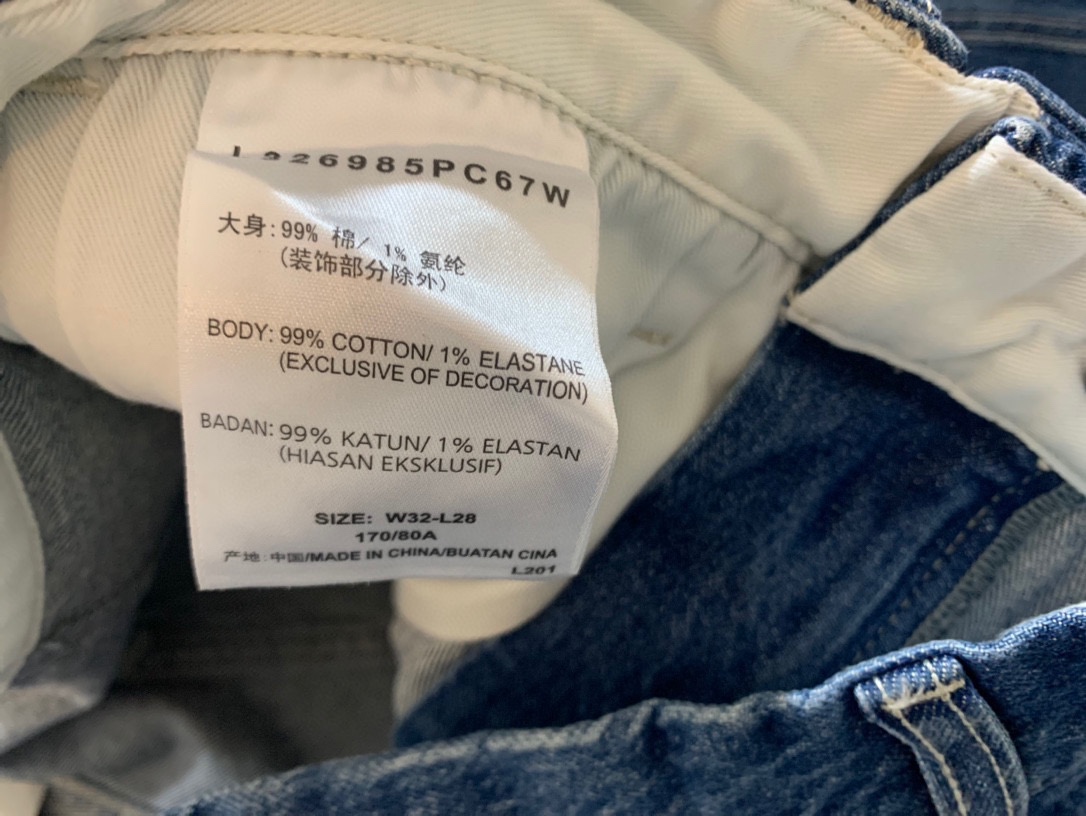 L326985PC67W
大身: 99% 棉/ 1% 氨纶
(装饰部分除外)
BODY: 99% COTTON/ 1% ELASTANE
(EXCLUSIVE OF DECORATION)
BADAN: 99% KATUN/ 1% ELASTAN
(HIASAN EKSKLUSIF)
SIZE: W32-L28
170/80A
产地:中国/MADE IN CHINA/BUATAN CINA
L201